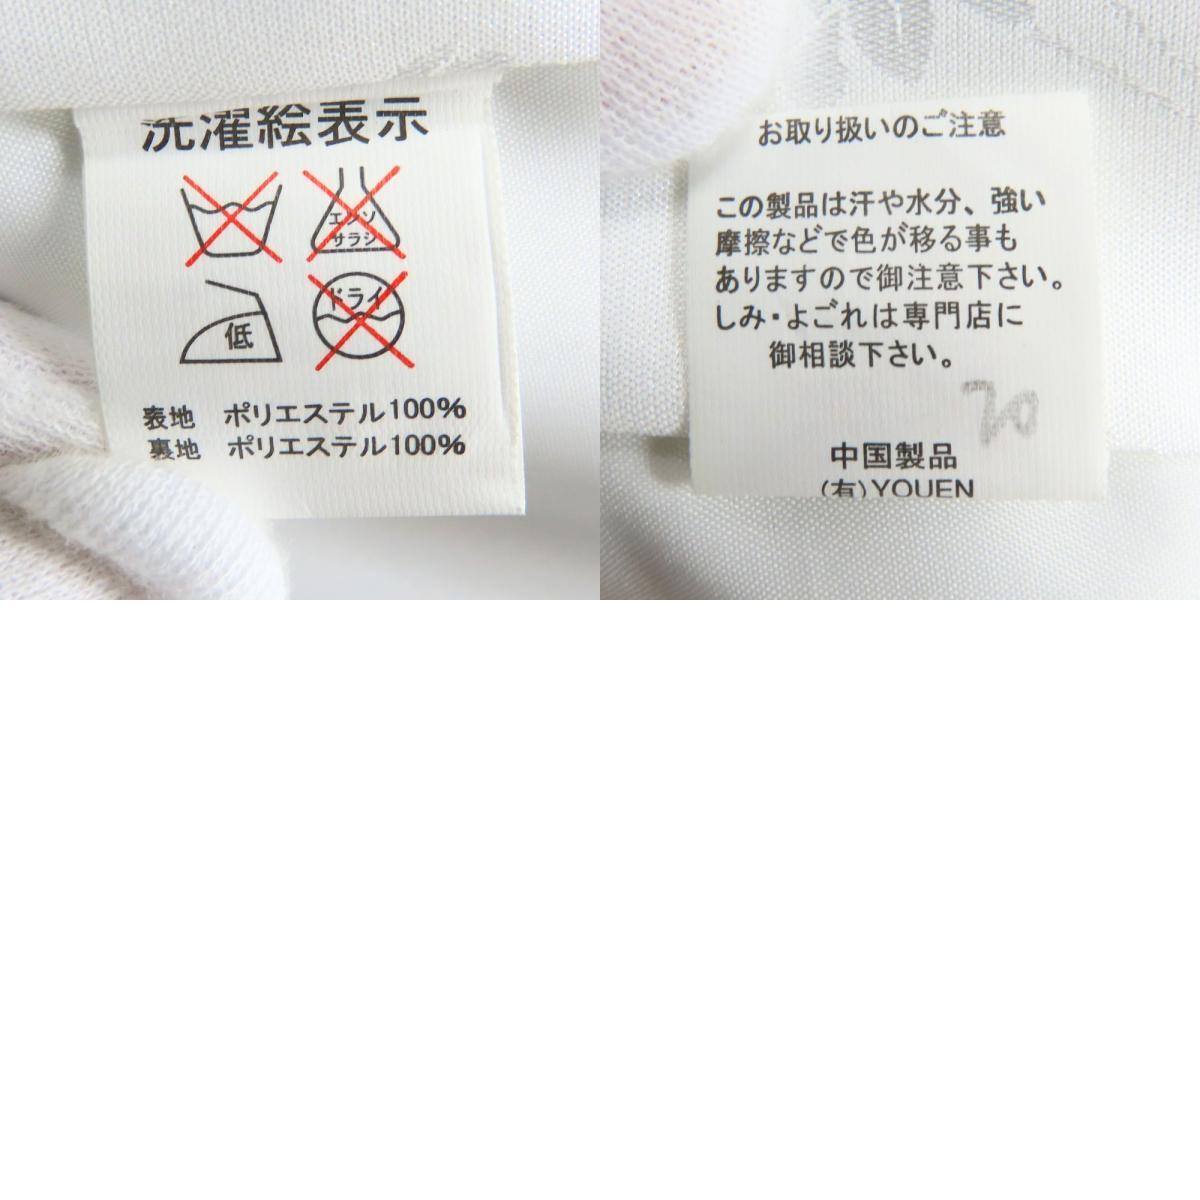 洗濯絵表示
エンソ
サラシ
低
ドライ
表地 ポリエステル100%
裏地 ポリエステル100%
お取り扱いのご注意
この製品は汗や水分、強い
摩擦などで色が移る事も
ありますので御注意下さい。
しみ・よごれは専門店に
御相談下さい。
20
中国製品
(有)YOUEN